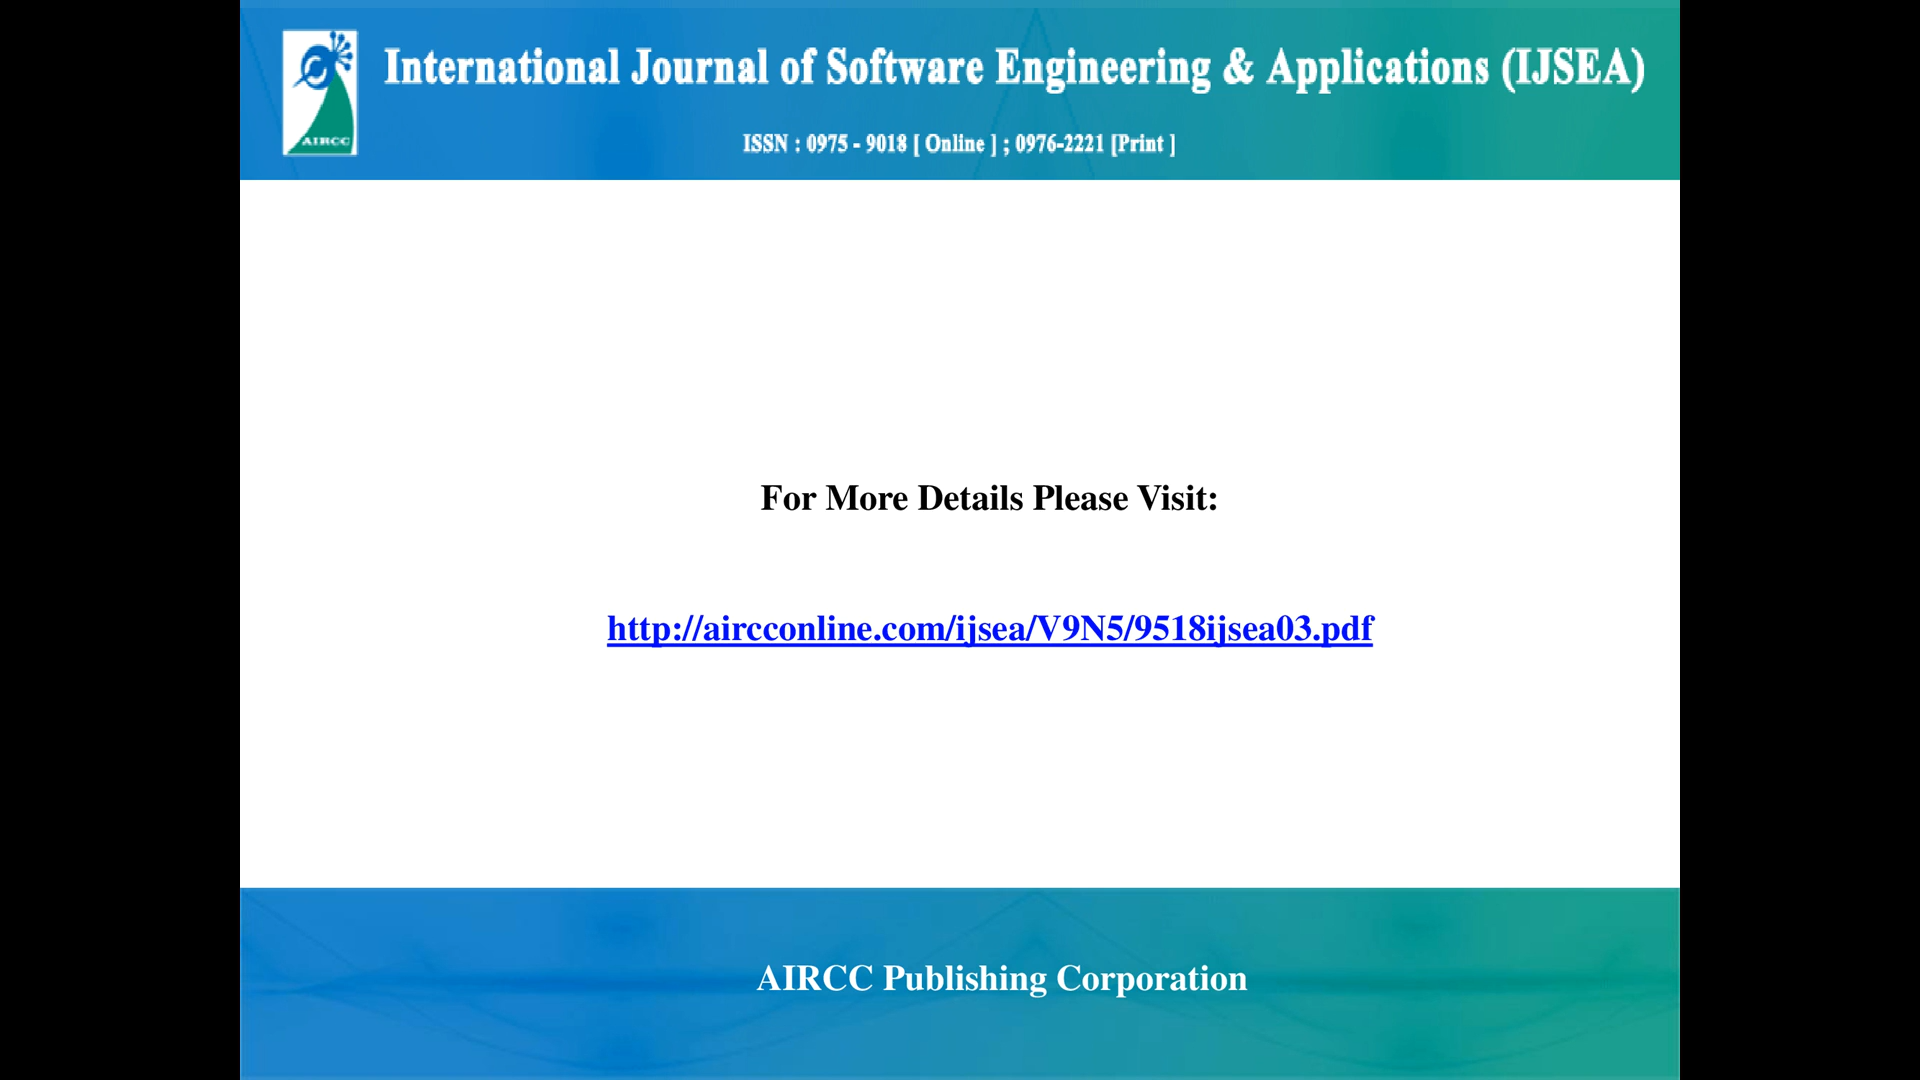 International Journal of Software Engineering & Applications (IJSEA)
AIRCC
ISSN : 0975 - 9018 [ Online ] ; 0976-2221 [Print ]
For More Details Please Visit:
http://aircconline.com/ijsea/V9N5/9518ijsea03.pdf
AIRCC Publishing Corporation